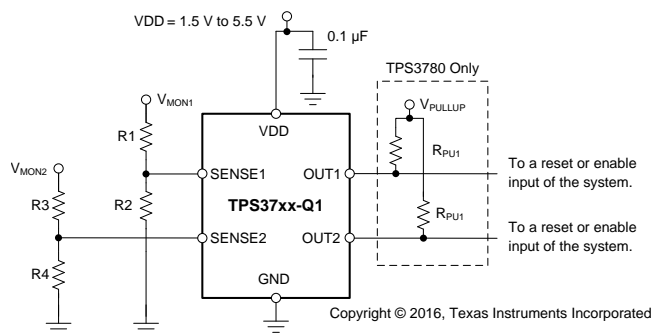 VDD = 1.5 V to 5.5 V
0.1 µF
TPS3780 Only
VMON1
VPULLUP
VDD
R1
RPU1
VMON2
SENSE1
OUT1
To a reset or enable
input of the system.
R3
R2
TPS37xx-Q1
RPU1
SENSE2
OUT2
To a reset or enable
input of the system.
R4
GND
Copyright © 2016, Texas Instruments Incorporated